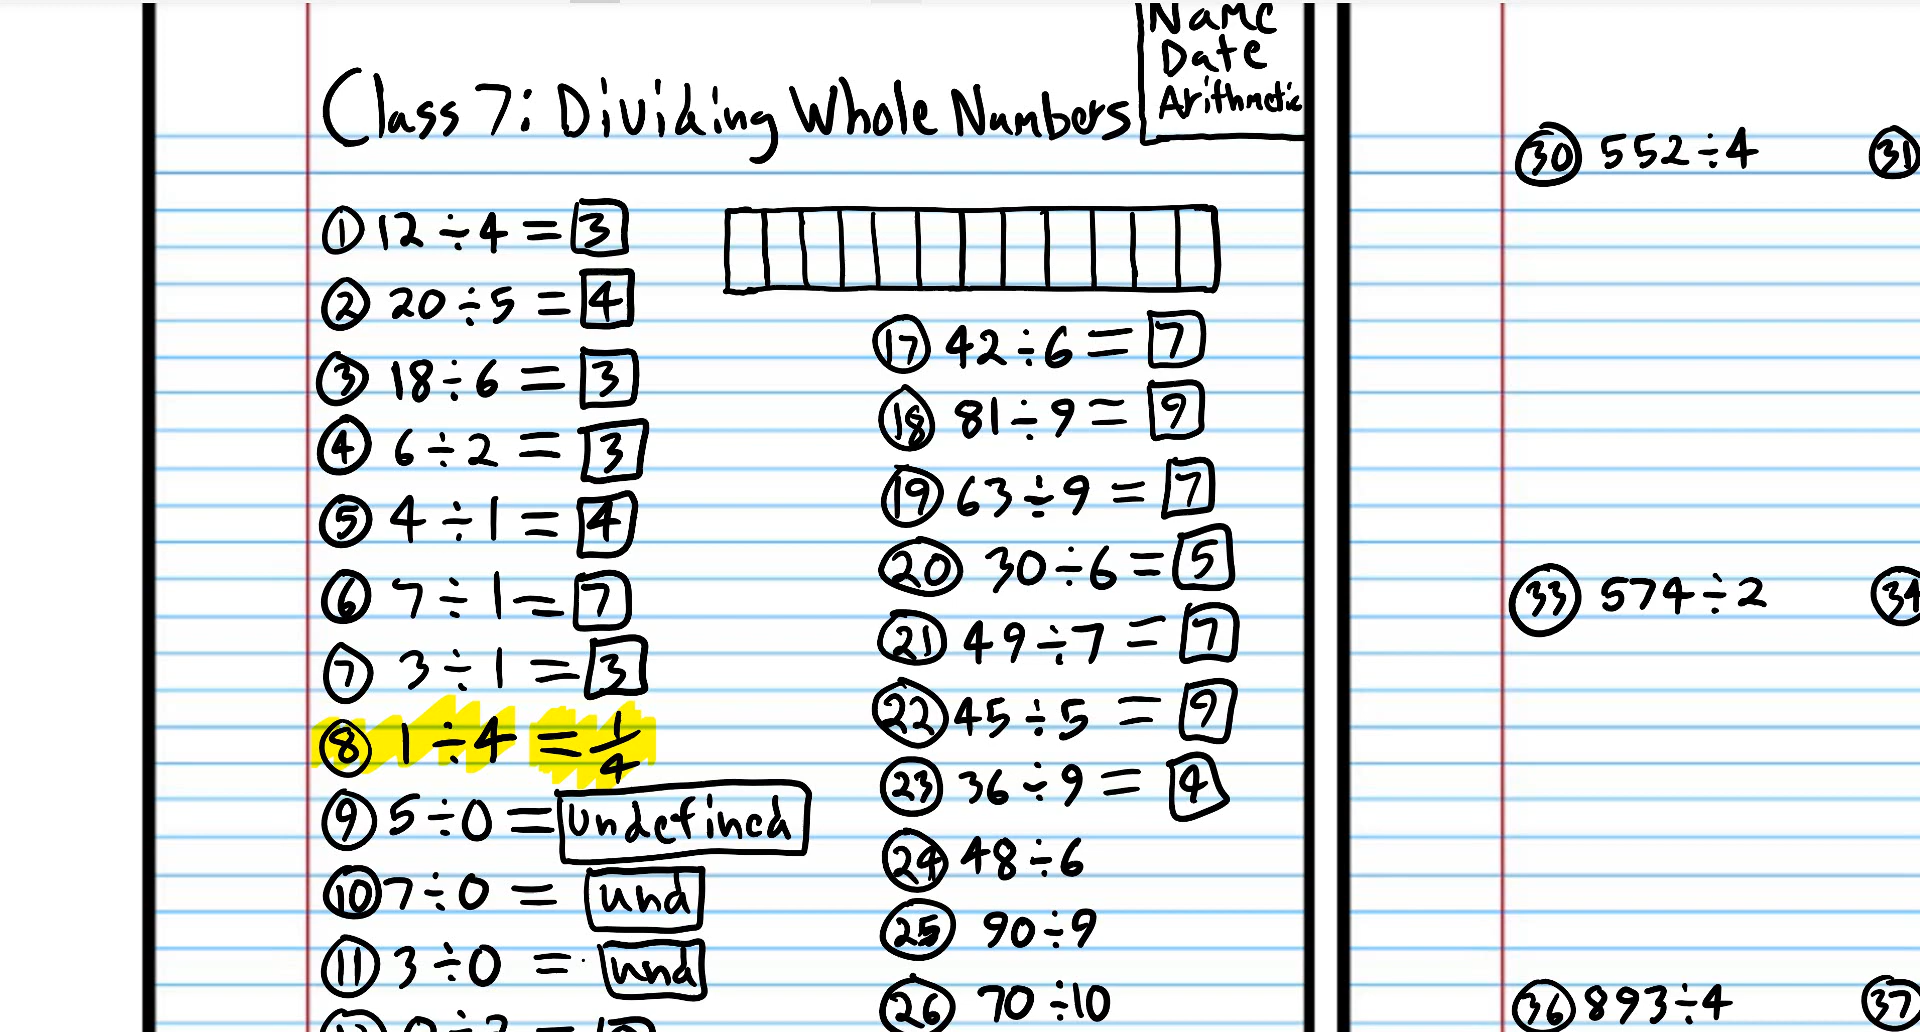 Name
Date
Arithmetic
Class 7: Dividing Whole Numbers
① 12 ÷ 4 = 3
② 20 ÷ 5 = 4
③ 18 ÷ 6 = 3
④ 6 ÷ 2 = 3
⑤ 4 ÷ 1 = 4
⑥ 7 ÷ 1 = 7
⑦ 3 ÷ 1 = 3
⑧ 1 ÷ 4 = 1/4
⑨ 5 ÷ 0 = undefined
⑩ 7 ÷ 0 = und
⑪ 3 ÷ 0 = und
⑰ 42 ÷ 6 = 7
⑱ 81 ÷ 9 = 9
⑲ 63 ÷ 9 = 7
⑳ 30 ÷ 6 = 5
㉑ 49 ÷ 7 = 7
㉒ 45 ÷ 5 = 9
㉓ 36 ÷ 9 = 4
㉔ 48 ÷ 6
㉕ 90 ÷ 9
㉖ 70 ÷ 10
㉚ 552 ÷ 4
㉛
㉝ 574 ÷ 2
㉞
㊱ 893 ÷ 4
㊲